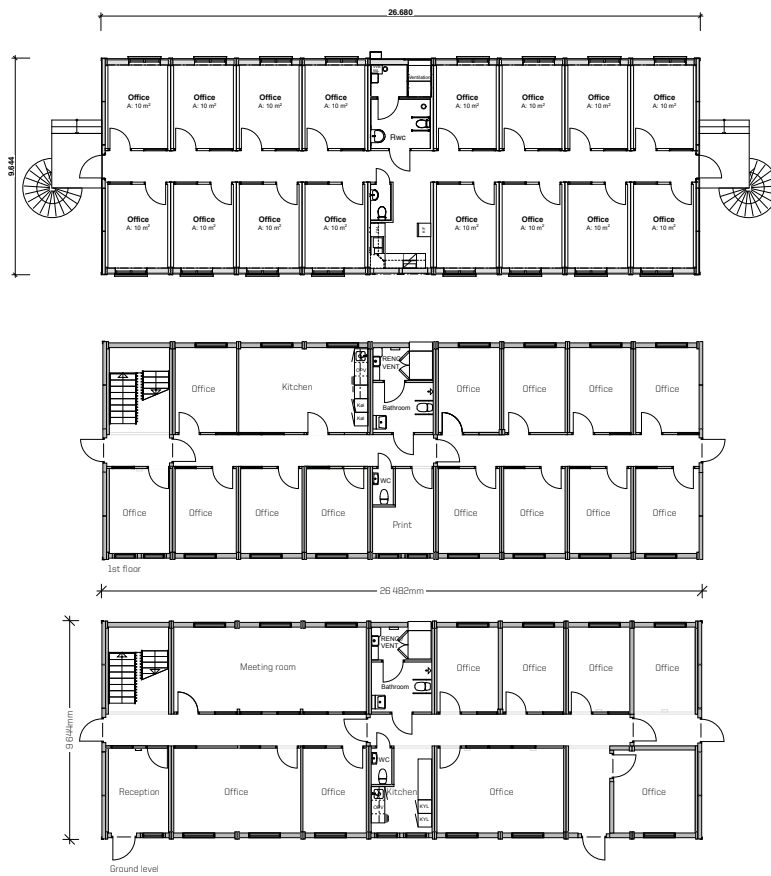 26.680
9.644
Office Office Office Office Office Office Office Office
A: 10 m² A: 10 m² A: 10 m² A: 10 m² A: 10 m² A: 10 m² A: 10 m² A: 10 m²
Ventilation
Rwc
Office Office Office Office Office Office Office Office
A: 10 m² A: 10 m² A: 10 m² A: 10 m² A: 10 m² A: 10 m² A: 10 m² A: 10 m²
RENG
VENT
OPV
Office Kitchen Office Office Office Office
Kal
Kal
Bathroom
WC
Office Office Office Office Print Office Office Office Office
1st floor
26 482mm
9 644mm
RENG
VENT
Meeting room Office Office Office Office
Bathroom
WC
Reception Office Office Kitchen Office Office
OPV
KYL
KYL
Ground level